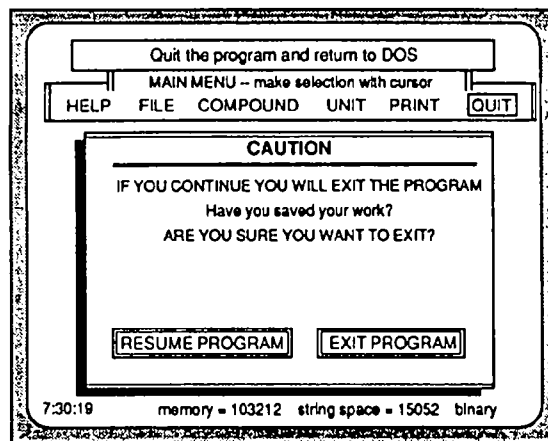 Quit the program and return to DOS
MAIN MENU -- make selection with cursor
HELP FILE COMPOUND UNIT PRINT QUIT
CAUTION
IF YOU CONTINUE YOU WILL EXIT THE PROGRAM
Have you saved your work?
ARE YOU SURE YOU WANT TO EXIT?
RESUME PROGRAM EXIT PROGRAM
7:30:19 memory = 103212 string space = 15052 binary